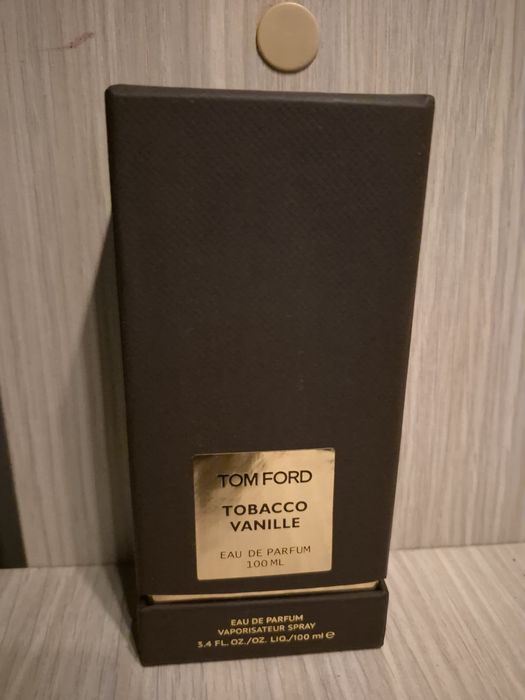 TOM FORD
TOBACCO
VANILLE
EAU DE PARFUM
100 ML
EAU DE PARFUM
VAPORISATEUR SPRAY
3.4 FL. OZ./OZ. LIQ./100 ml ℮